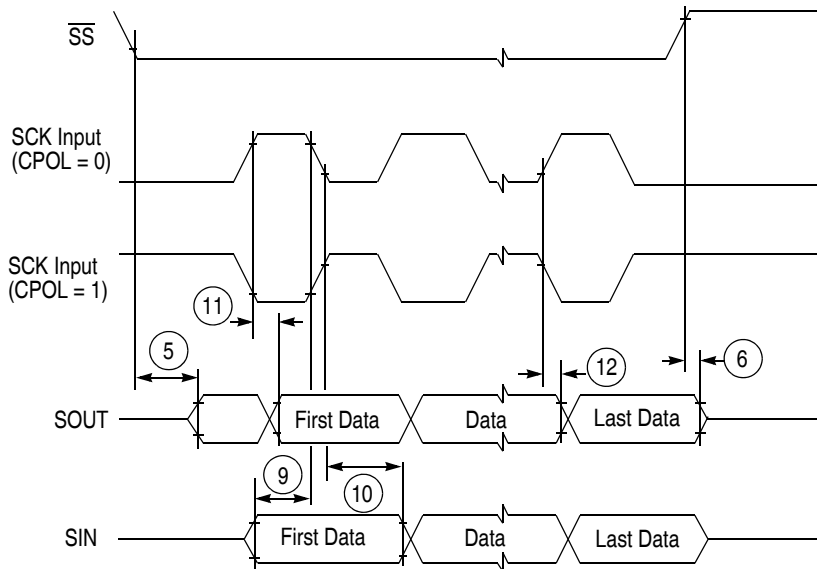 SS
SCK Input
(CPOL = 0)
SCK Input
(CPOL = 1)
11
5
12
6
SOUT
First Data
Data
Last Data
9
10
SIN
First Data
Data
Last Data